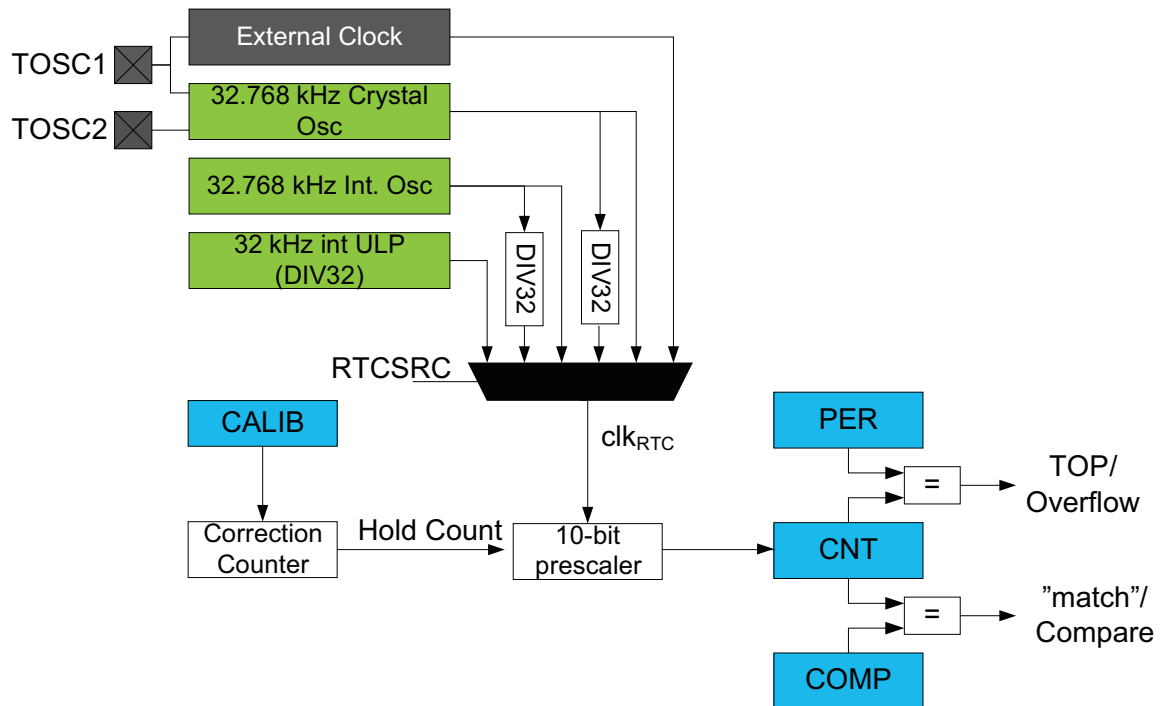 External Clock
TOSC1
32.768 kHz Crystal
Osc
TOSC2
32.768 kHz Int. Osc
32 kHz int ULP
(DIV32)
DIV32
DIV32
RTCSRC
CALIB
clkRTC
PER
=
TOP/
Overflow
Correction
Counter
Hold Count
10-bit
prescaler
CNT
=
”match”/
Compare
COMP